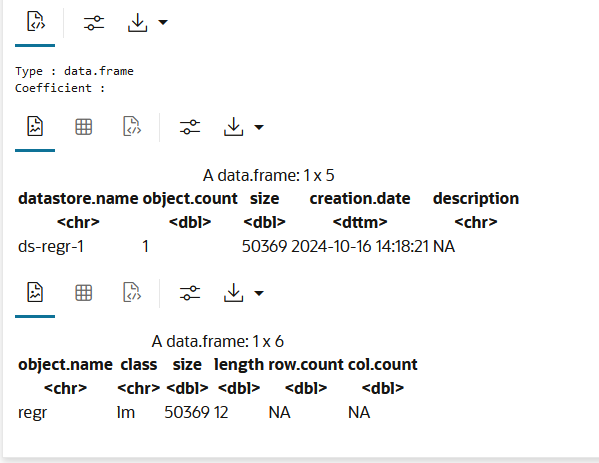 Type : data.frame
Coefficient :
A data.frame: 1 x 5
datastore.name object.count size creation.date description
<chr> <dbl> <dbl> <dttm> <chr>
ds-regr-1 1 50369 2024-10-16 14:18:21 NA
A data.frame: 1 x 6
object.name class size length row.count col.count
<chr> <chr> <dbl> <dbl> <dbl> <dbl>
regr lm 50369 12 NA NA